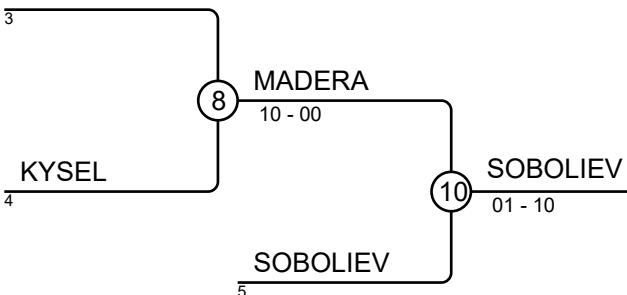 3
8
MADERA
10 - 00
KYSEL
4
10
SOBOLIEV
01 - 10
SOBOLIEV
5